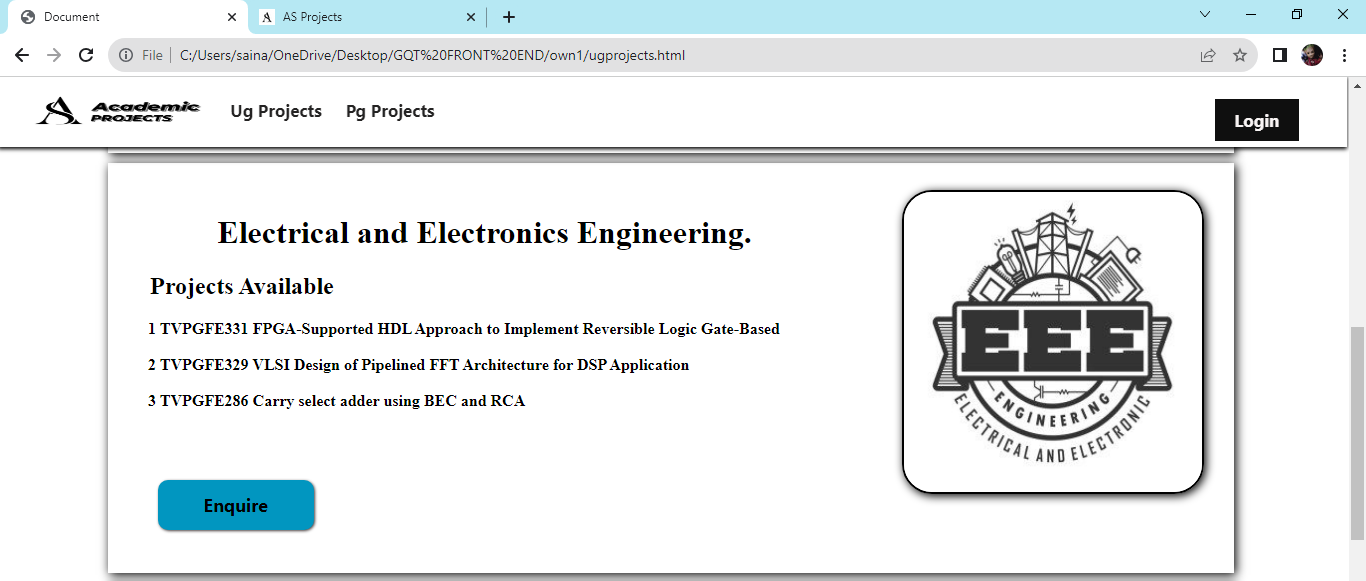 Document
AS Projects
File
C:/Users/saina/OneDrive/Desktop/GQT%20FRONT%20END/own1/ugprojects.html
Academic
PROJECTS
Ug Projects
Pg Projects
Login
Electrical and Electronics Engineering.
Projects Available
1 TVPGFE331 FPGA-Supported HDL Approach to Implement Reversible Logic Gate-Based
2 TVPGFE329 VLSI Design of Pipelined FFT Architecture for DSP Application
3 TVPGFE286 Carry select adder using BEC and RCA
Enquire
EEE
ENGINEERING
ELECTRICAL AND ELECTRONIC